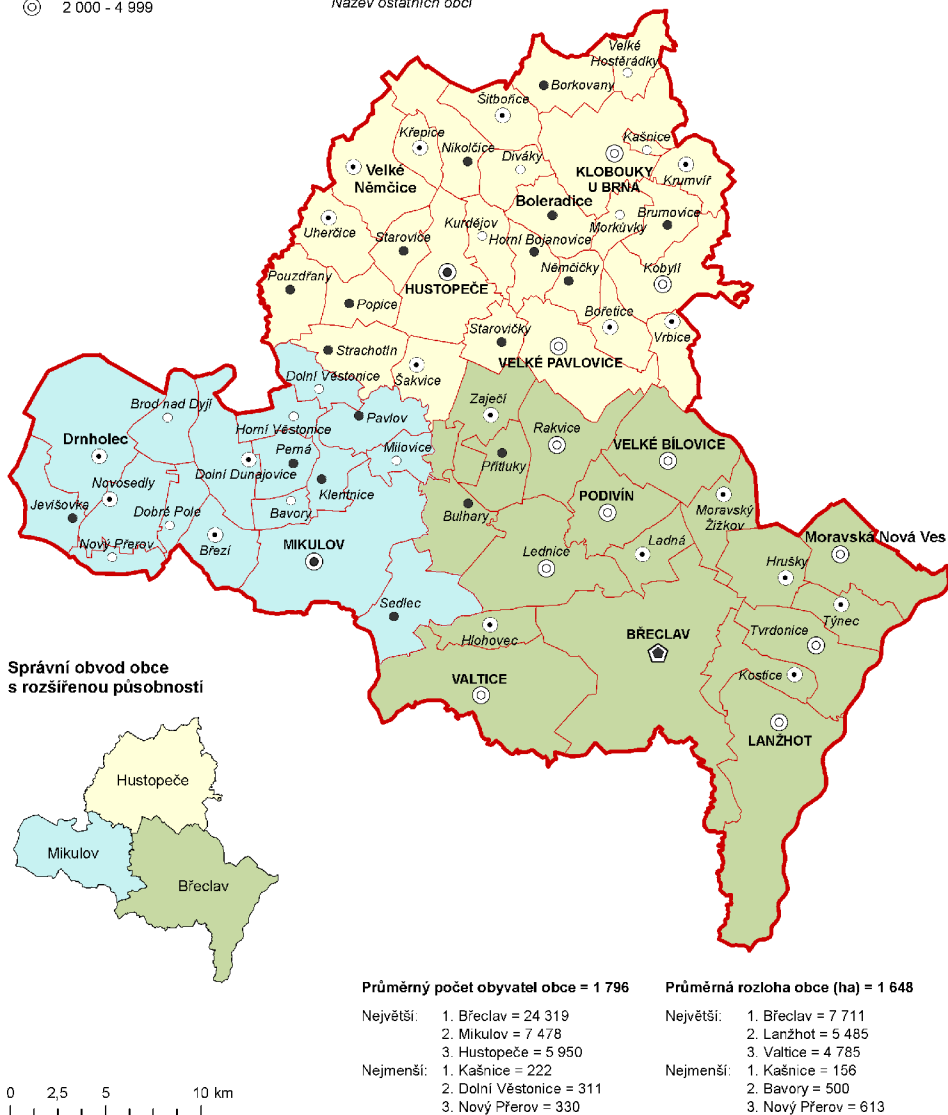 2 000 - 4 999
Název ostatních obcí
Velké
Hostěrádky
Borkovany
Šitbořice
Křepice
Nikolčice
Diváky
Kašnice
KLOBOUKY
U BRNA
Krumvíř
Velké
Němčice
Boleradice
Brumovice
Morkůvky
Uherčice
Kurdějov
Starovice
Horní Bojanovice
Němčičky
Kobylí
Pouzdřany
HUSTOPEČE
Popice
Bořetice
Vrbice
Starovičky
Strachotín
VELKÉ PAVLOVICE
Dolní Věstonice
Šakvice
Brod nad Dyjí
Zaječí
Pavlov
Horní Věstonice
Rakvice
Drnholec
VELKÉ BÍLOVICE
Perná
Milovice
Přítluky
Dolní Dunajovice
Novosedly
Klentnice
PODIVÍN
Jevišovka
Dobré Pole
Bavory
Bulhary
Moravský
Žižkov
Nový Přerov
Březí
MIKULOV
Lednice
Ladná
Moravská Nová Ves
Hrušky
Sedlec
Týnec
Hlohovec
BŘECLAV
Tvrdonice
Správní obvod obce
s rozšířenou působností
VALTICE
Kostice
LANŽHOT
Hustopeče
Mikulov
Břeclav
Průměrný počet obyvatel obce = 1 796
Největší: 1. Břeclav = 24 319
2. Mikulov = 7 478
3. Hustopeče = 5 950
Nejmenší: 1. Kašnice = 222
2. Dolní Věstonice = 311
3. Nový Přerov = 330
Průměrná rozloha obce (ha) = 1 648
Největší: 1. Břeclav = 7 711
2. Lanžhot = 5 485
3. Valtice = 4 785
Nejmenší: 1. Kašnice = 156
2. Bavory = 500
3. Nový Přerov = 613
0 2,5 5 10 km